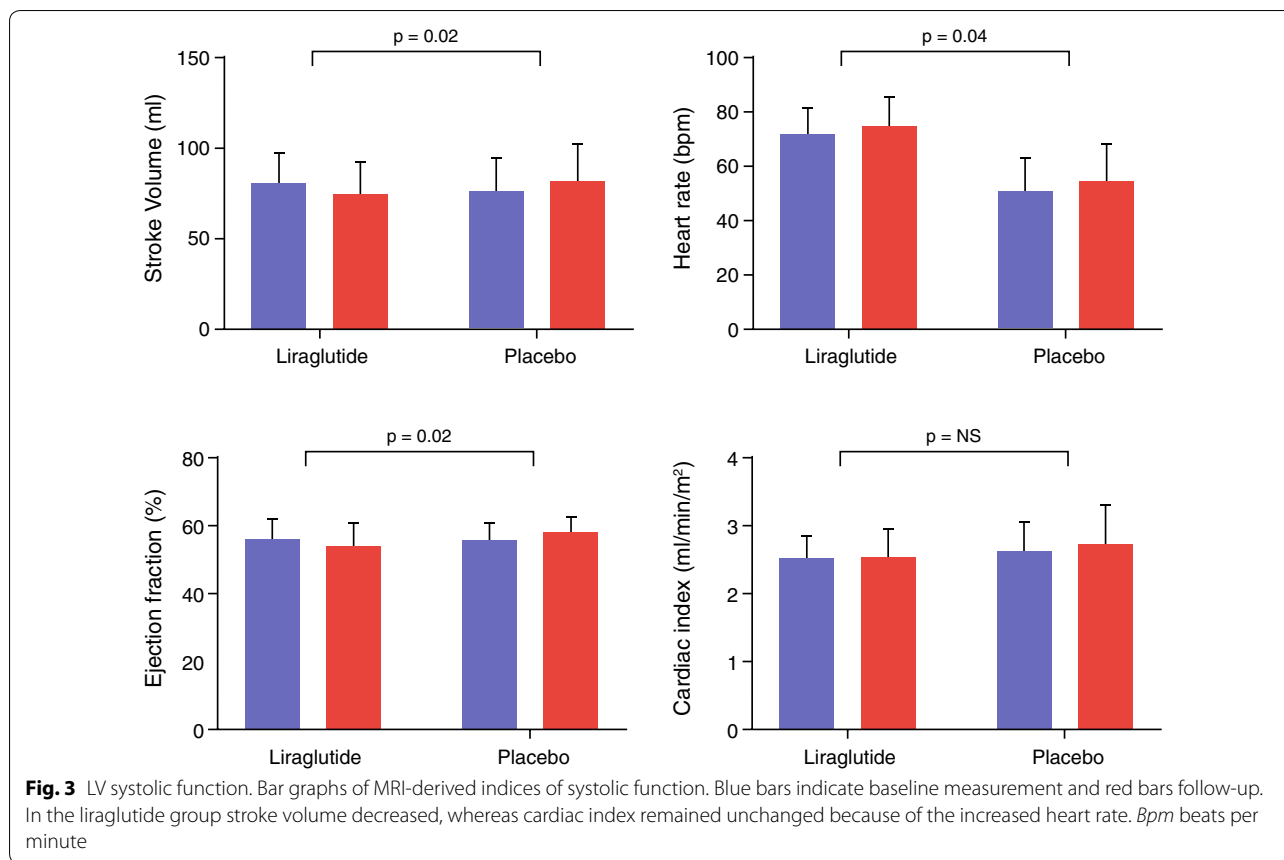 p = 0.02
150
100
50
0
Stroke Volume (ml)
Liraglutide
Placebo
p = 0.04
100
80
60
40
20
0
Heart rate (bpm)
Liraglutide
Placebo
p = 0.02
80
60
40
20
0
Ejection fraction (%)
Liraglutide
Placebo
p = NS
4
3
2
1
0
Cardiac index (ml/min/m²)
Liraglutide
Placebo
Fig. 3 LV systolic function. Bar graphs of MRI-derived indices of systolic function. Blue bars indicate baseline measurement and red bars follow-up.
In the liraglutide group stroke volume decreased, whereas cardiac index remained unchanged because of the increased heart rate. Bpm beats per
minute